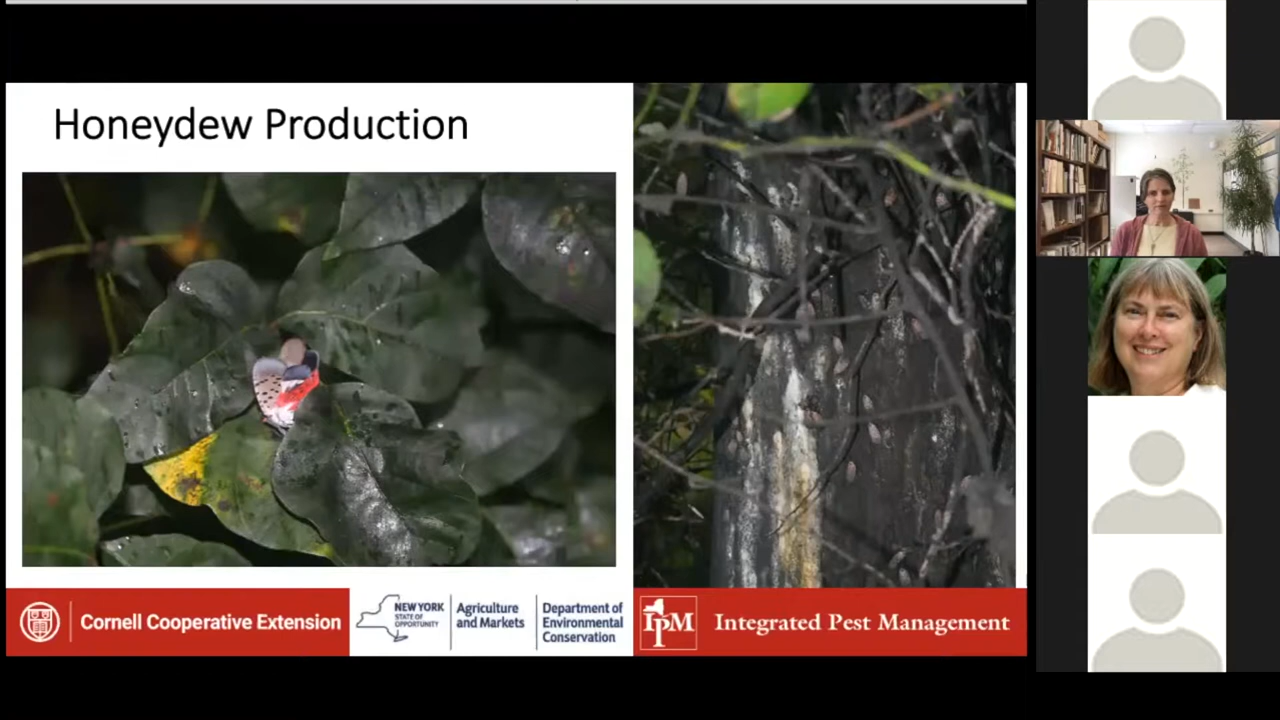 Honeydew Production
Cornell Cooperative Extension
NEW YORK
STATE OF
OPPORTUNITY
Agriculture
and Markets
Department of
Environmental
Conservation
IPM
Integrated Pest Management